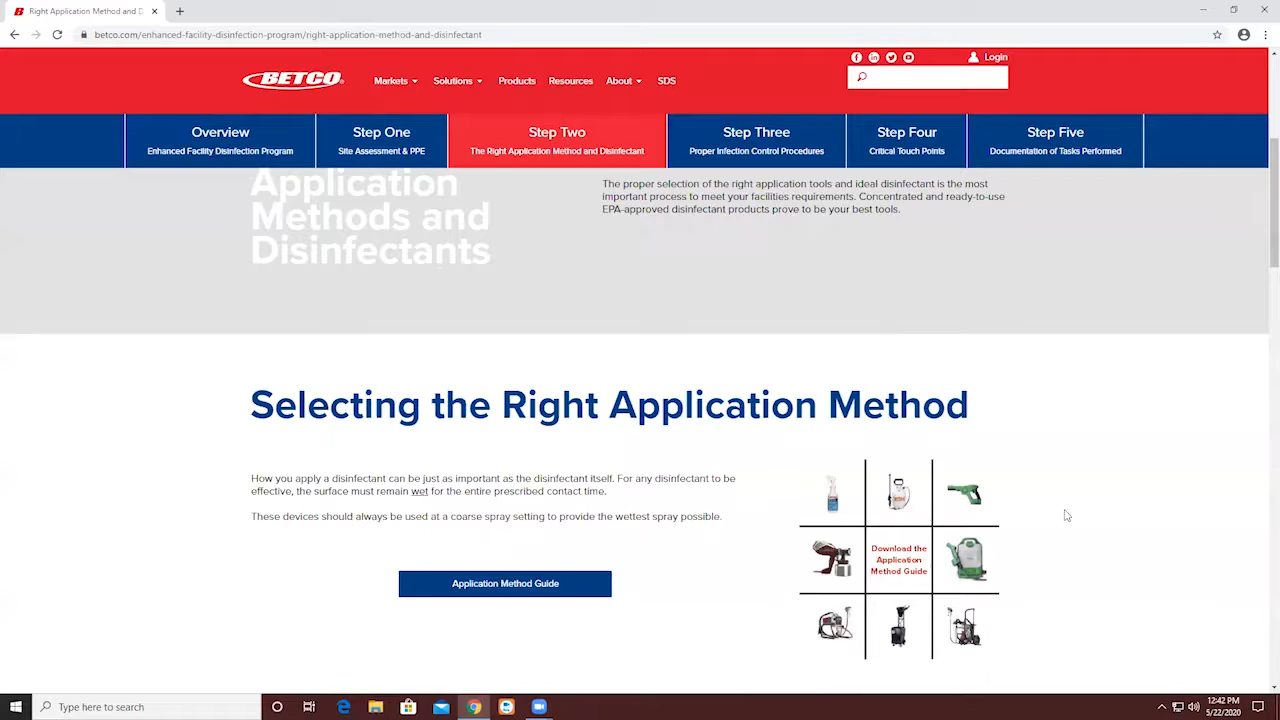 Right Application Method and D
betco.com/enhanced-facility-disinfection-program/right-application-method-and-disinfectant
BETCO
Markets
Solutions
Products
Resources
About
SDS
Login
Overview
Enhanced Facility Disinfection Program
Step One
Site Assessment & PPE
Step Two
The Right Application Method and Disinfectant
Step Three
Proper Infection Control Procedures
Step Four
Critical Touch Points
Step Five
Documentation of Tasks Performed
Application
Methods and
Disinfectants
The proper selection of the right application tools and ideal disinfectant is the most
important process to meet your facilities requirements. Concentrated and ready-to-use
EPA-approved disinfectant products prove to be your best tools.
Selecting the Right Application Method
How you apply a disinfectant can be just as important as the disinfectant itself. For any disinfectant to be
effective, the surface must remain wet for the entire prescribed contact time.
These devices should always be used at a coarse spray setting to provide the wettest spray possible.
Application Method Guide
Download the
Application
Method Guide
Type here to search
12:42 PM
5/22/2020